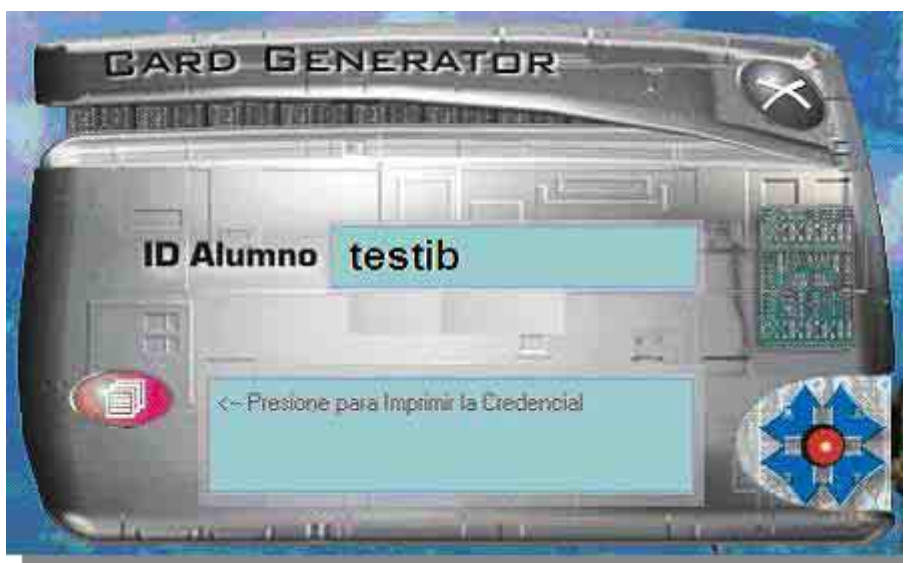 CARD GENERATOR
ID Alumno testib
<-- Presione para Imprimir la Credencial